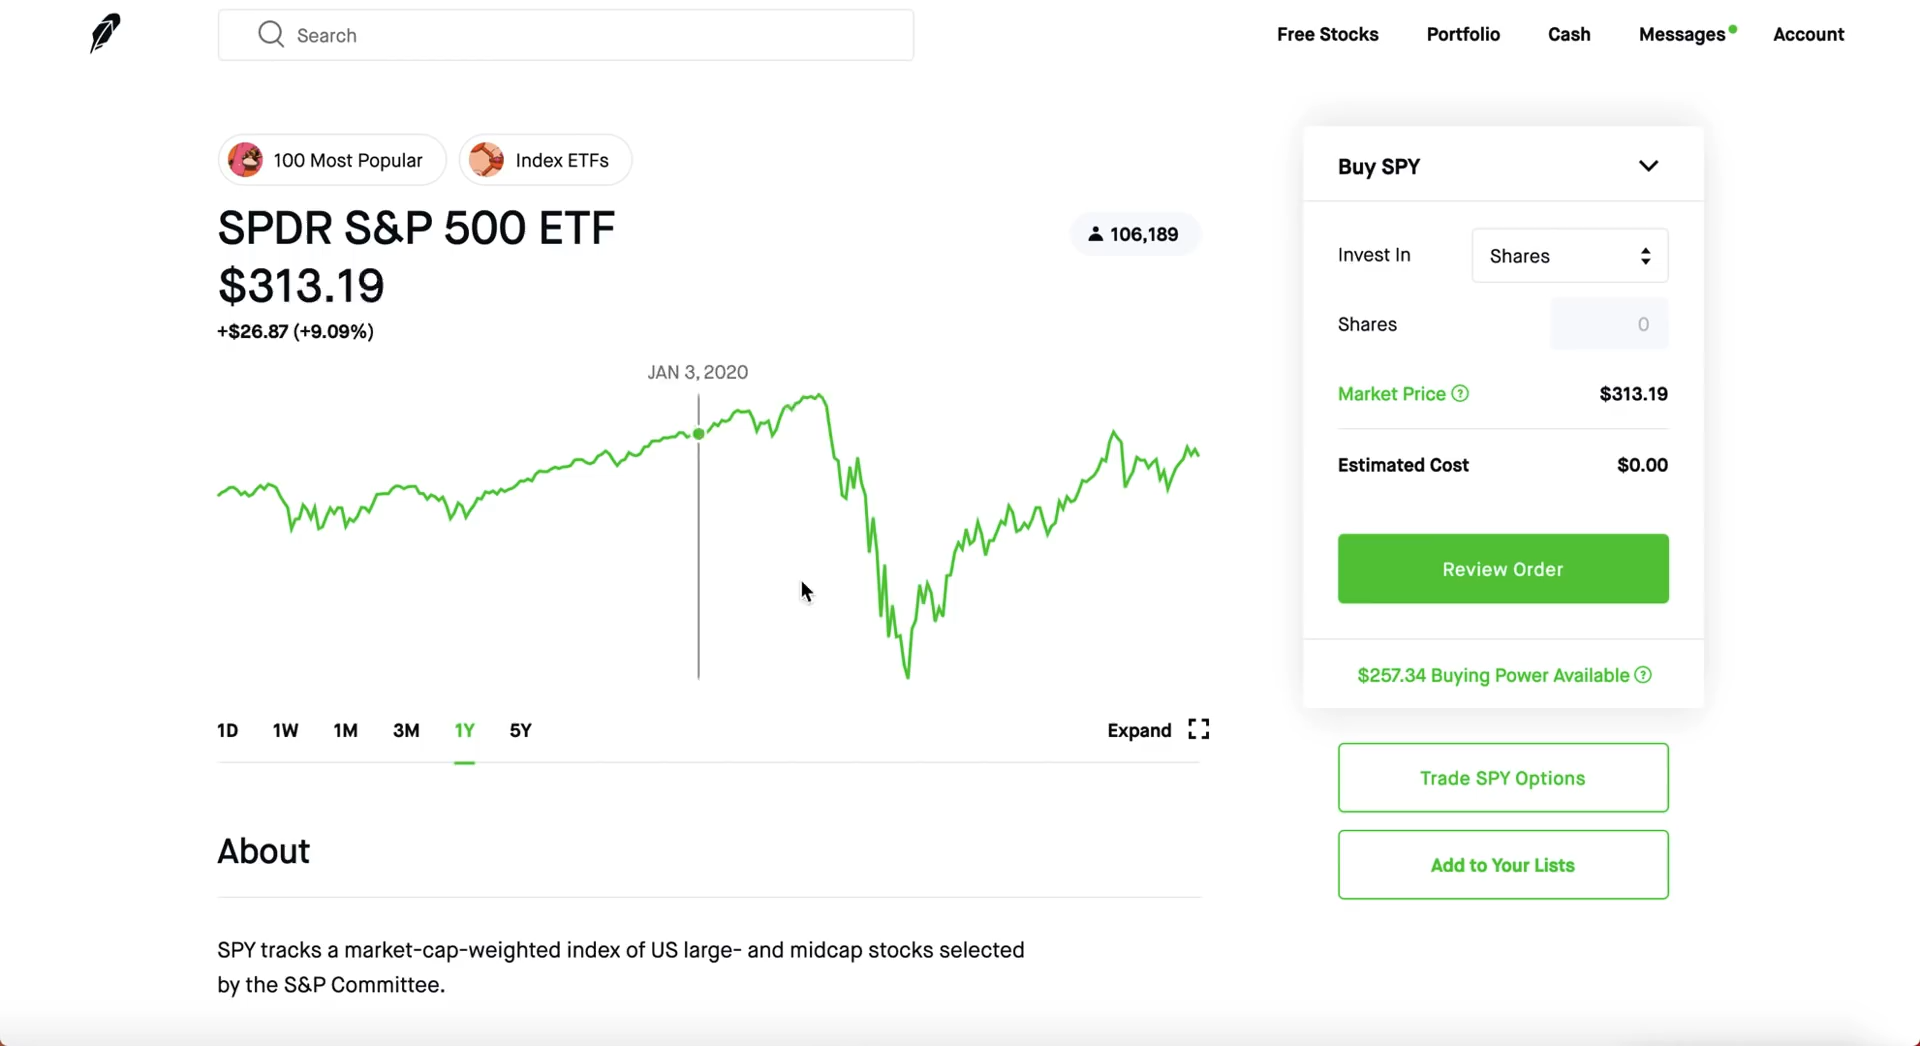 Search
Free Stocks
Portfolio
Cash
Messages
Account
100 Most Popular
Index ETFs
SPDR S&P 500 ETF
$313.19
+$26.87 (+9.09%)
106,189
JAN 3, 2020
1D
1W
1M
3M
1Y
5Y
Expand
About
SPY tracks a market-cap-weighted index of US large- and midcap stocks selected
by the S&P Committee.
Buy SPY
Invest In
Shares
Shares
0
Market Price ?
$313.19
Estimated Cost
$0.00
Review Order
$257.34 Buying Power Available ?
Trade SPY Options
Add to Your Lists